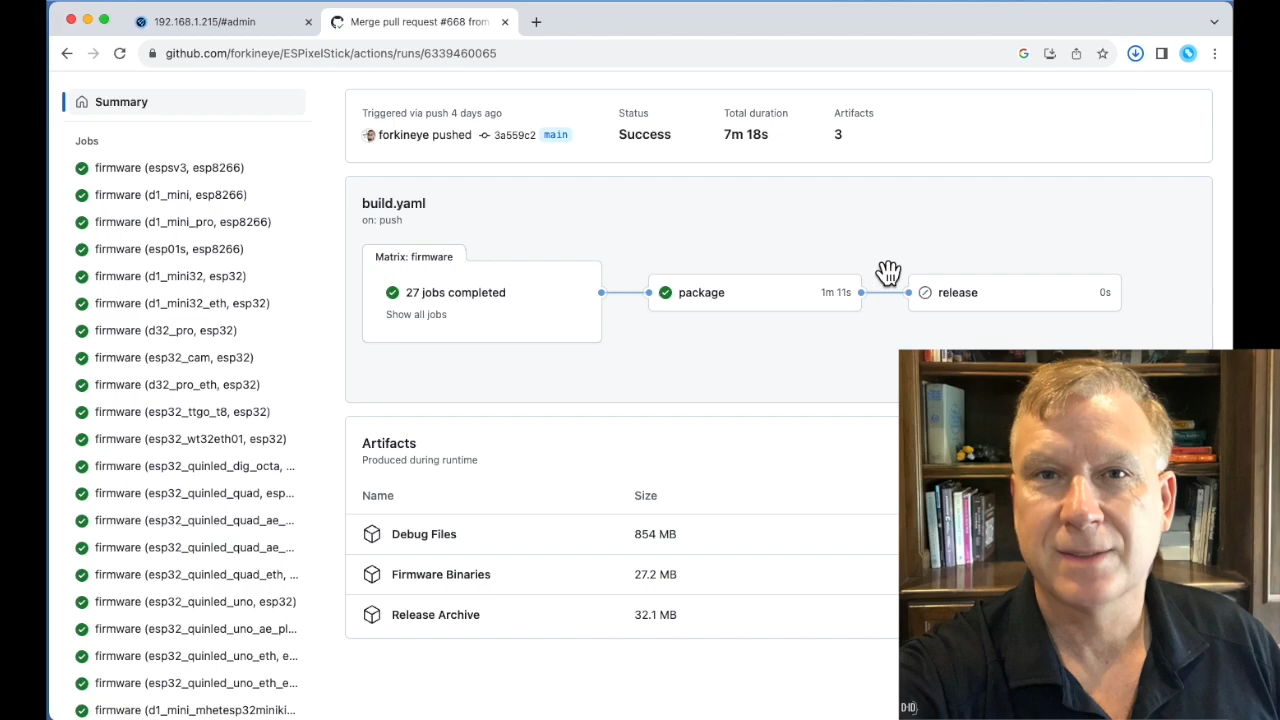 192.168.1.215/#admin
Merge pull request #668 from
github.com/forkineye/ESPixelStick/actions/runs/6339460065
Summary
Jobs
firmware (espsv3, esp8266)
firmware (d1_mini, esp8266)
firmware (d1_mini_pro, esp8266)
firmware (esp01s, esp8266)
firmware (d1_mini32, esp32)
firmware (d1_mini32_eth, esp32)
firmware (d32_pro, esp32)
firmware (esp32_cam, esp32)
firmware (d32_pro_eth, esp32)
firmware (esp32_ttgo_t8, esp32)
firmware (esp32_wt32eth01, esp32)
firmware (esp32_quinled_dig_octa, ...
firmware (esp32_quinled_quad, esp...
firmware (esp32_quinled_quad_ae_...
firmware (esp32_quinled_quad_ae_...
firmware (esp32_quinled_quad_eth, ...
firmware (esp32_quinled_uno, esp32)
firmware (esp32_quinled_uno_ae_pl...
firmware (esp32_quinled_uno_eth, e...
firmware (esp32_quinled_uno_eth_e...
firmware (d1_mini_mhetesp32miniki...
Triggered via push 4 days ago
forkineye pushed 3a559c2 main
Status
Success
Total duration
7m 18s
Artifacts
3
build.yaml
on: push
Matrix: firmware
27 jobs completed
Show all jobs
package 1m 11s
release 0s
Artifacts
Produced during runtime
Name Size
Debug Files 854 MB
Firmware Binaries 27.2 MB
Release Archive 32.1 MB